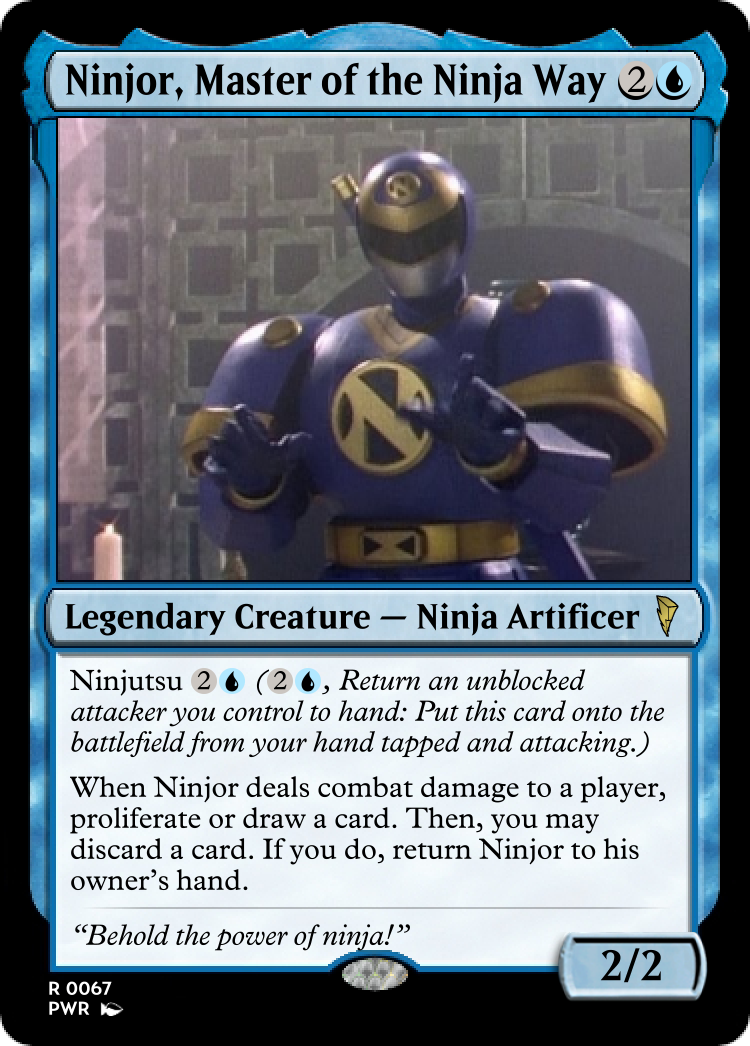 Ninjor, Master of the Ninja Way 2
Legendary Creature — Ninja Artificer
Ninjutsu 2 (2, Return an unblocked
attacker you control to hand: Put this card onto the
battlefield from your hand tapped and attacking.)
When Ninjor deals combat damage to a player,
proliferate or draw a card. Then, you may
discard a card. If you do, return Ninjor to his
owner's hand.
“Behold the power of ninja!”
2/2
R 0067
PWR